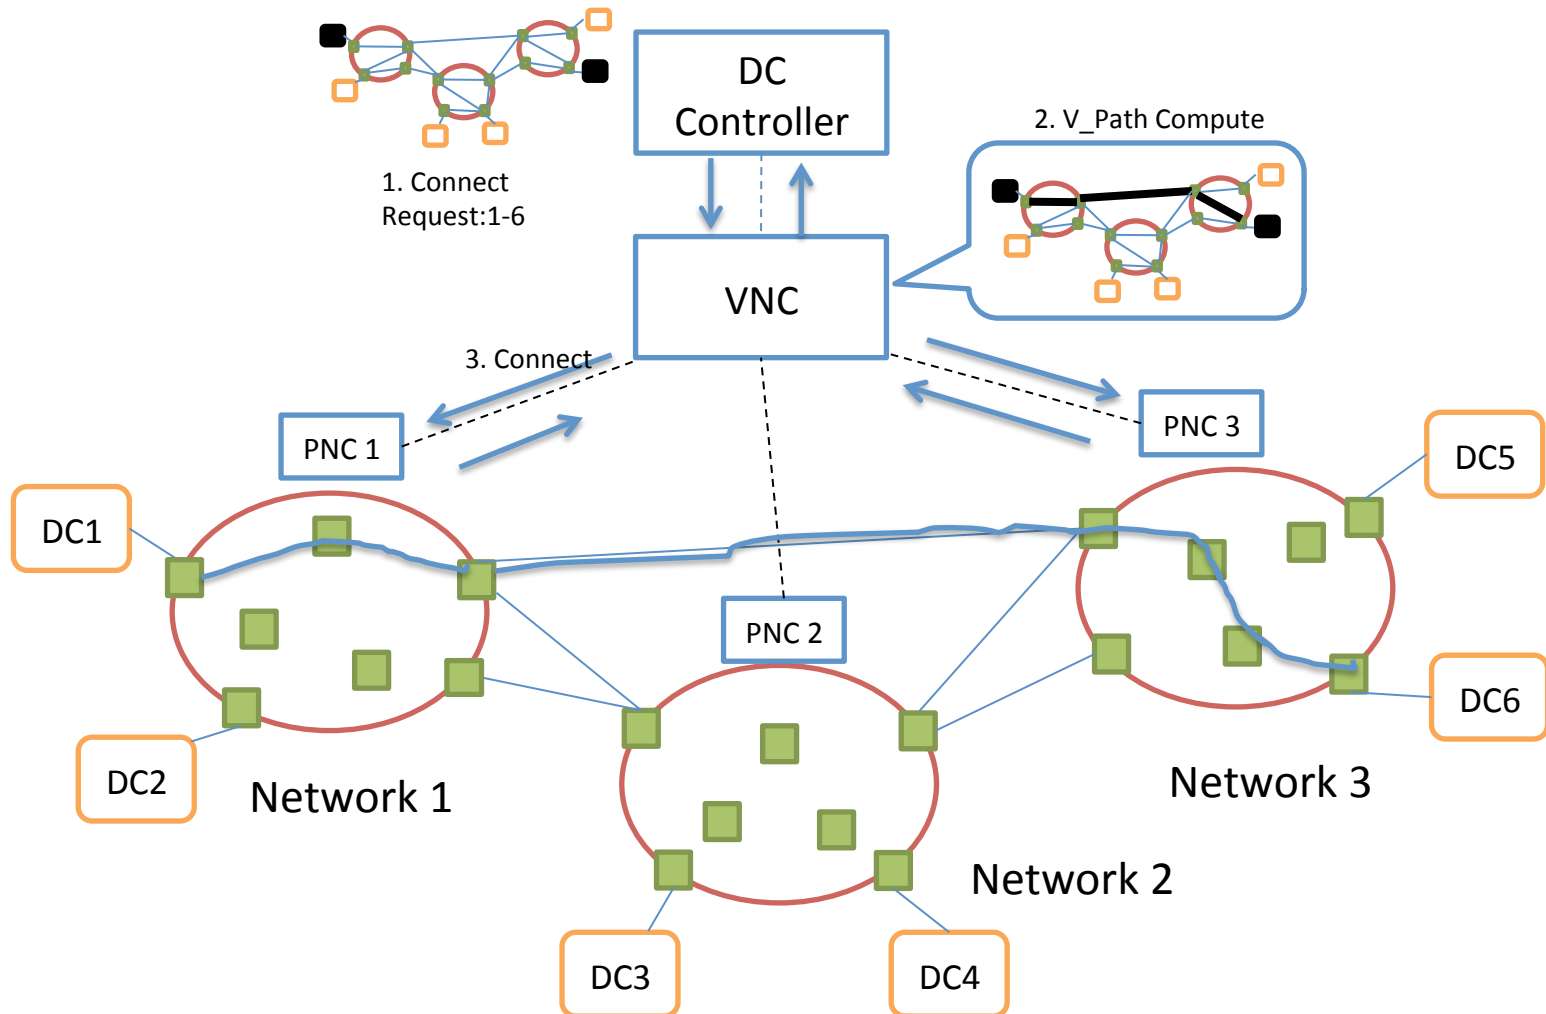 DC
Controller
2. V_Path Compute
1. Connect
Request:1-6
VNC
3. Connect
PNC 1
PNC 3
DC5
DC1
PNC 2
DC6
DC2
Network 1
Network 3
Network 2
DC3
DC4